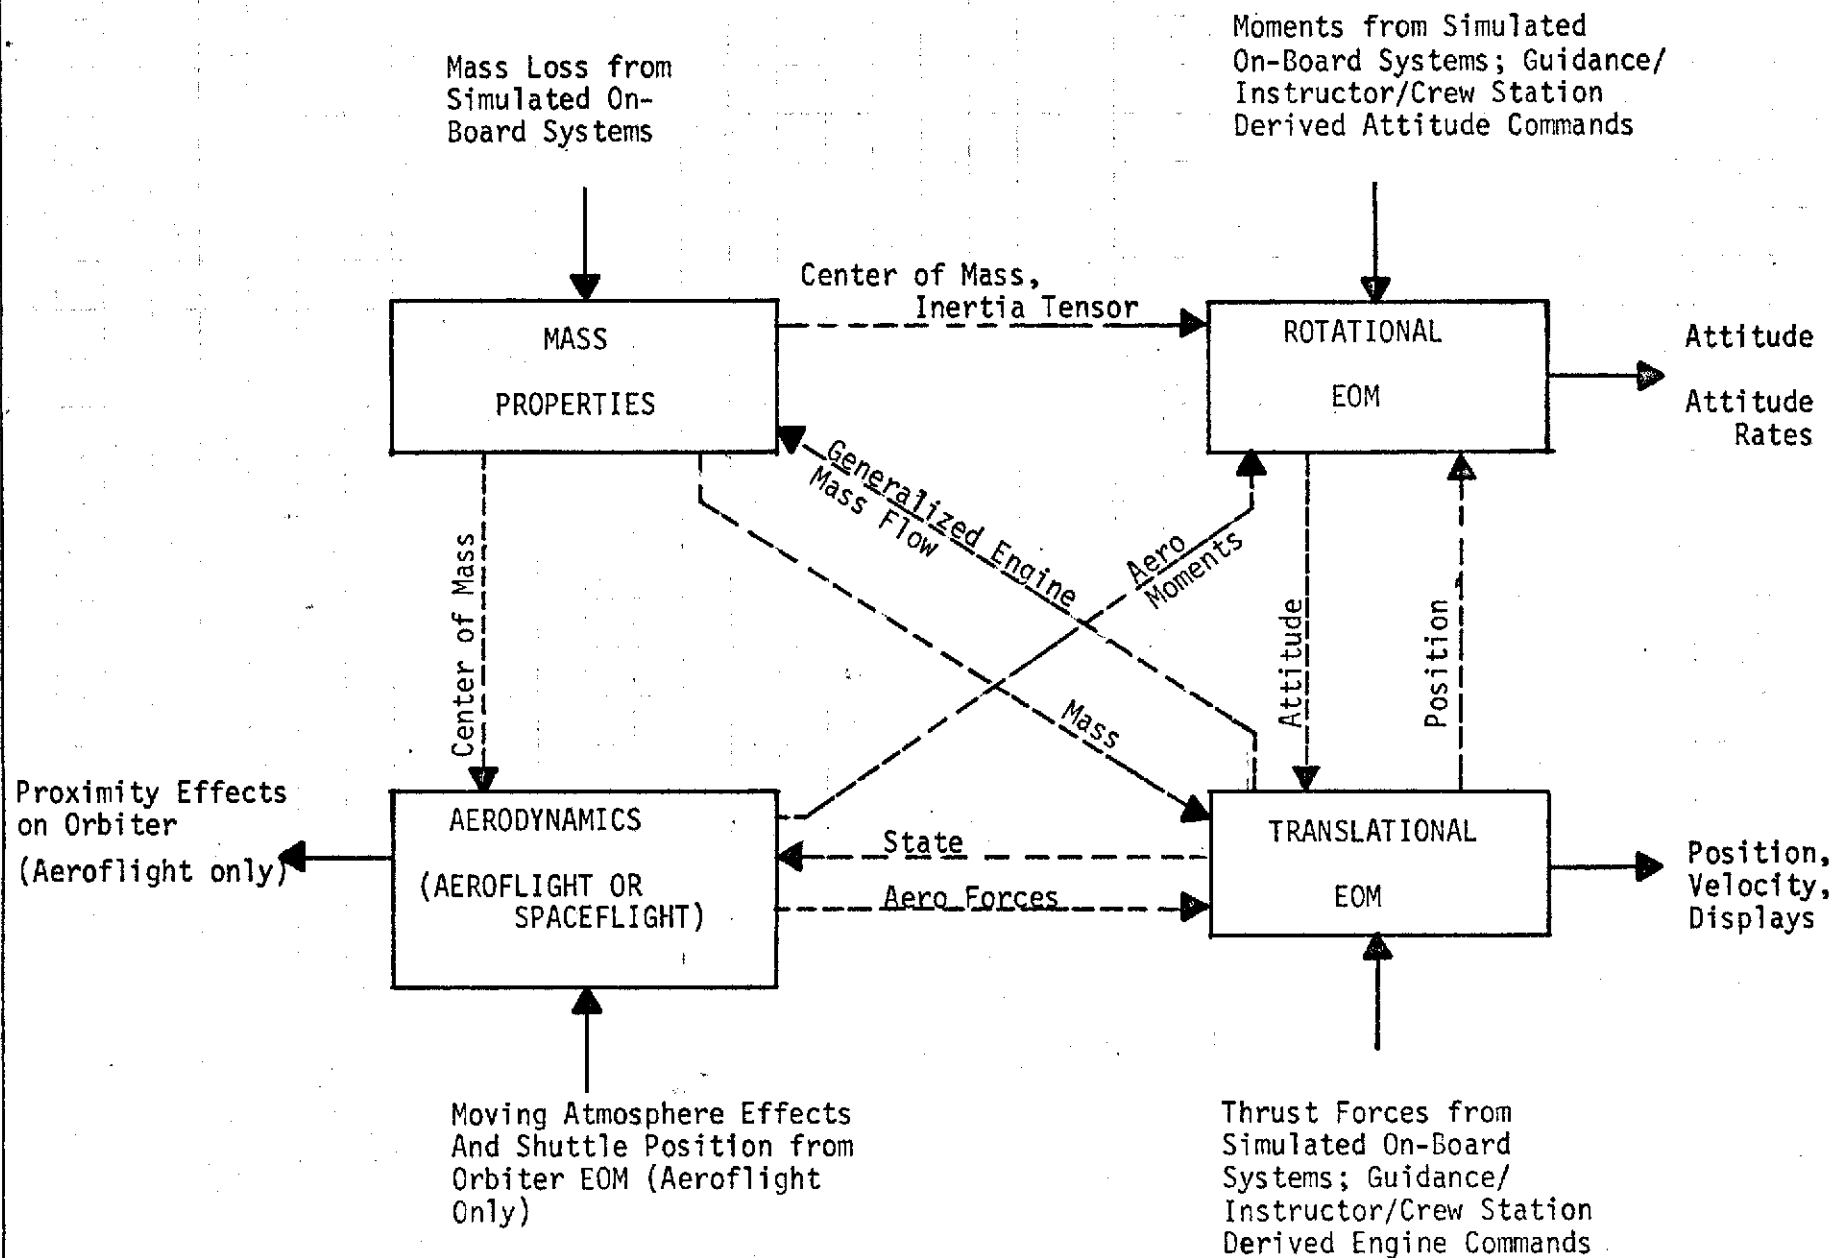 Mass Loss from
Simulated On-
Board Systems
Moments from Simulated
On-Board Systems; Guidance/
Instructor/Crew Station
Derived Attitude Commands
Center of Mass,
Inertia Tensor
MASS
PROPERTIES
ROTATIONAL
EOM
Attitude
Attitude
Rates
Generalized Engine
Mass Flow
Aero
Moments
Center of Mass
Mass
Attitude
Position
Proximity Effects
on Orbiter
(Aeroflight only)
AERODYNAMICS
(AEROFLIGHT OR
SPACEFLIGHT)
State
Aero Forces
TRANSLATIONAL
EOM
Position,
Velocity,
Displays
Moving Atmosphere Effects
And Shuttle Position from
Orbiter EOM (Aeroflight
Only)
Thrust Forces from
Simulated On-Board
Systems; Guidance/
Instructor/Crew Station
Derived Engine Commands